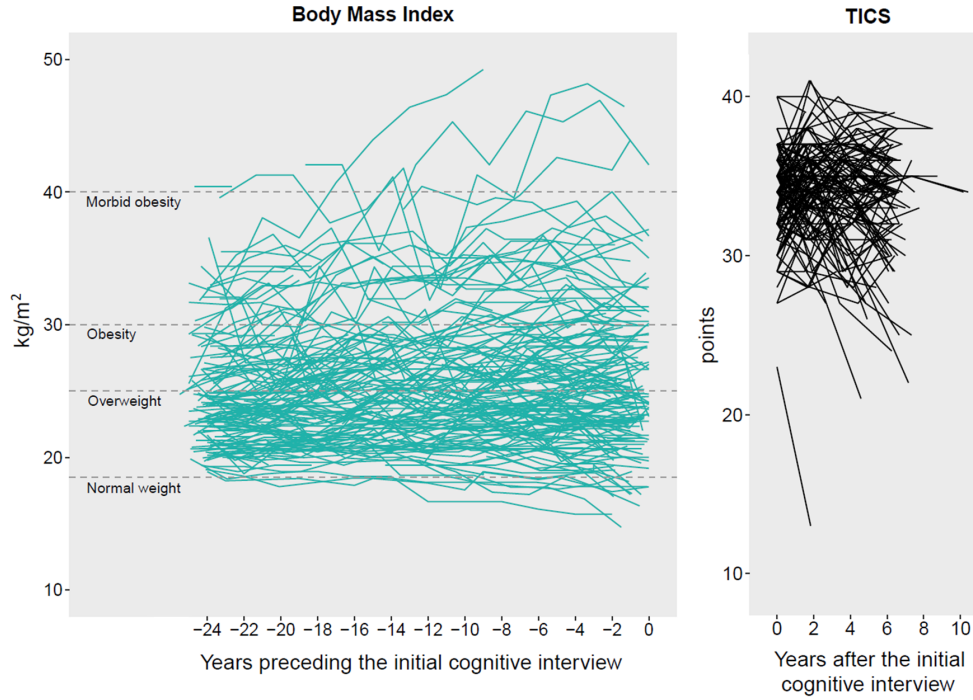 Body Mass Index
50
40
30
20
10
kg/m²
Morbid obesity
Obesity
Overweight
Normal weight
−24 −22 −20 −18 −16 −14 −12 −10 −8 −6 −4 −2 0
Years preceding the initial cognitive interview
TICS
40
30
20
10
points
0 2 4 6 8 10
Years after the initial
cognitive interview